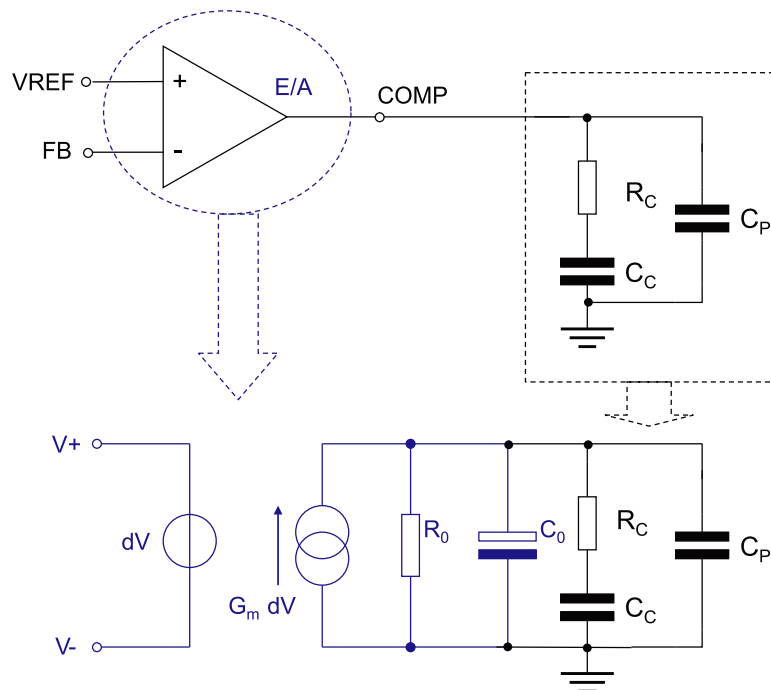 VREF
+
E/A
COMP
FB
-
R_C
C_P
C_C
V+
dV
G_m dV
R_0
C_0
R_C
C_P
C_C
V-